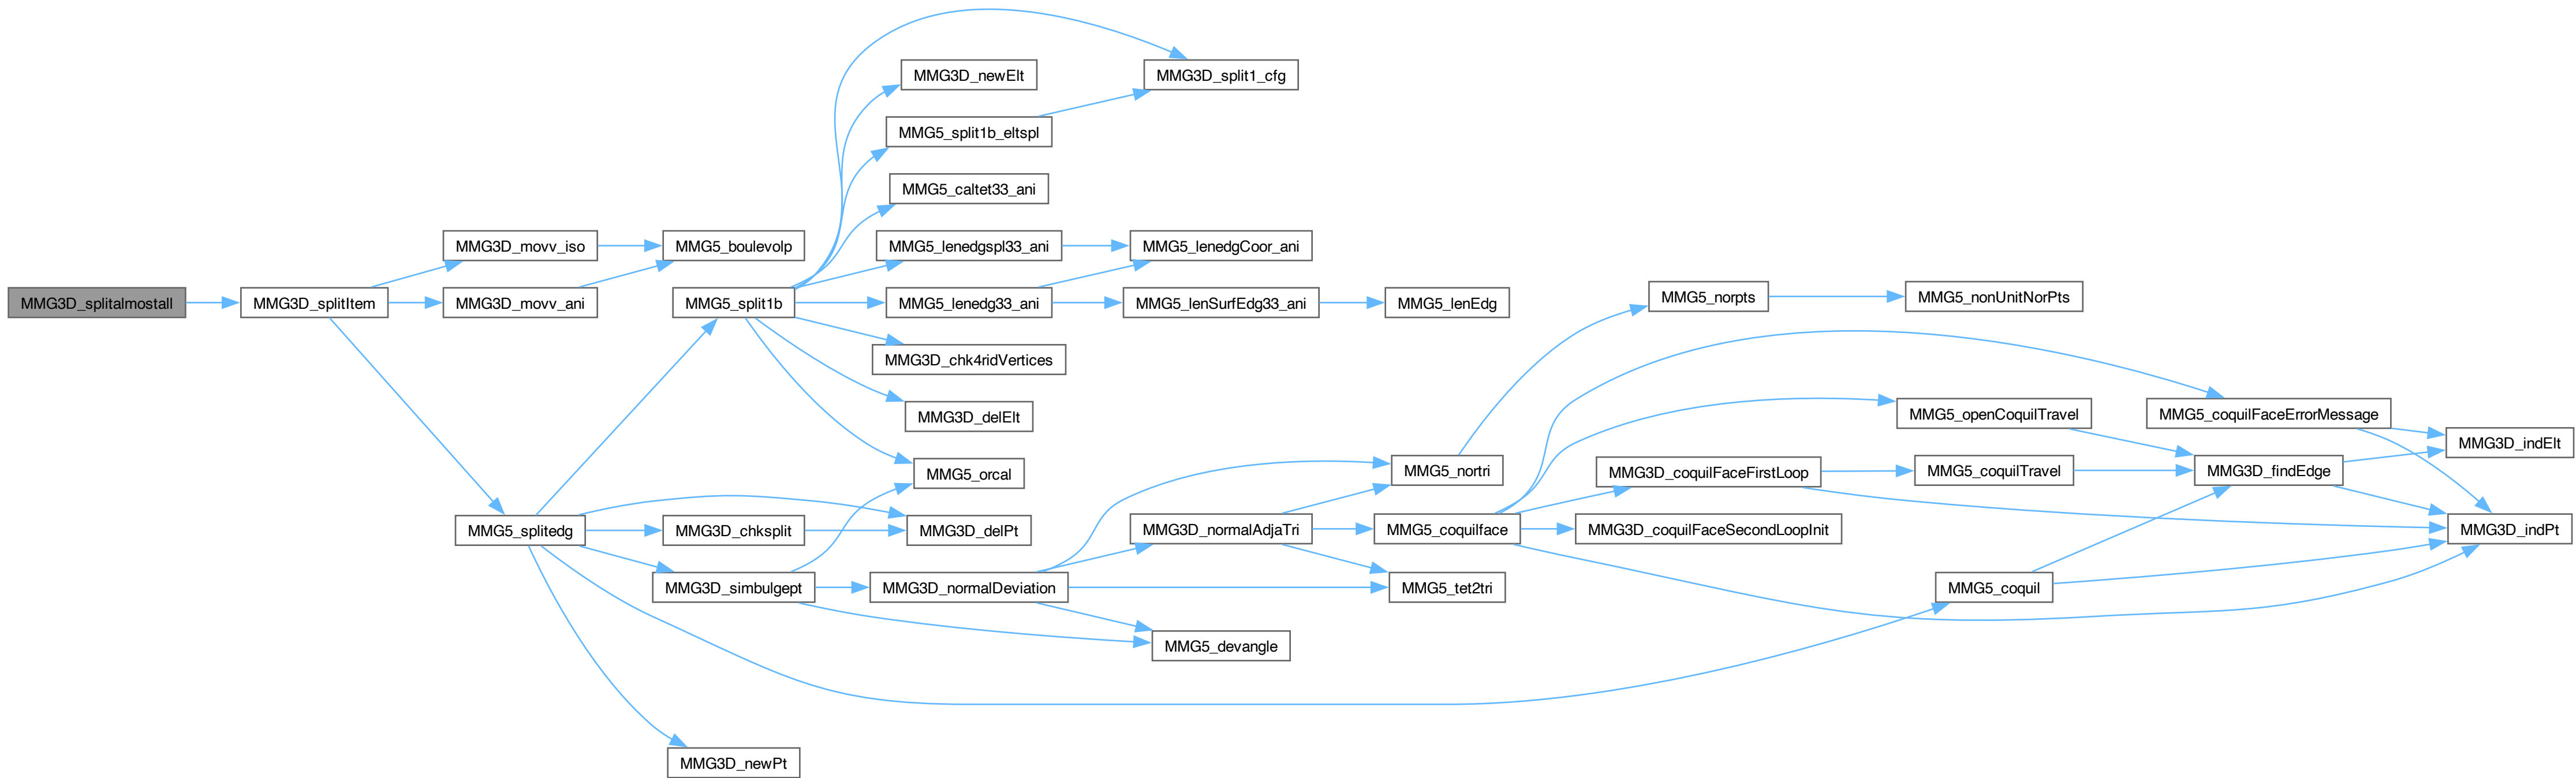 MMG3D_splitalmostall
MMG3D_splitItem
MMG3D_movv_iso
MMG3D_movv_ani
MMG5_splitedg
MMG5_boulevolp
MMG5_split1b
MMG3D_chksplit
MMG3D_simbulgept
MMG3D_newPt
MMG3D_newElt
MMG5_split1b_eltspl
MMG5_caltet33_ani
MMG5_lenedgspl33_ani
MMG5_lenedg33_ani
MMG3D_chk4ridVertices
MMG3D_delElt
MMG5_orcal
MMG3D_delPt
MMG3D_normalDeviation
MMG3D_split1_cfg
MMG5_lenedgCoor_ani
MMG5_lenSurfEdg33_ani
MMG3D_normalAdjaTri
MMG5_devangle
MMG5_lenEdg
MMG5_nortri
MMG5_coquilface
MMG5_tet2tri
MMG5_norpts
MMG3D_coquilFaceFirstLoop
MMG3D_coquilFaceSecondLoopInit
MMG5_nonUnitNorPts
MMG5_openCoquilTravel
MMG5_coquilTravel
MMG5_coquil
MMG5_coquilFaceErrorMessage
MMG3D_findEdge
MMG3D_indElt
MMG3D_indPt